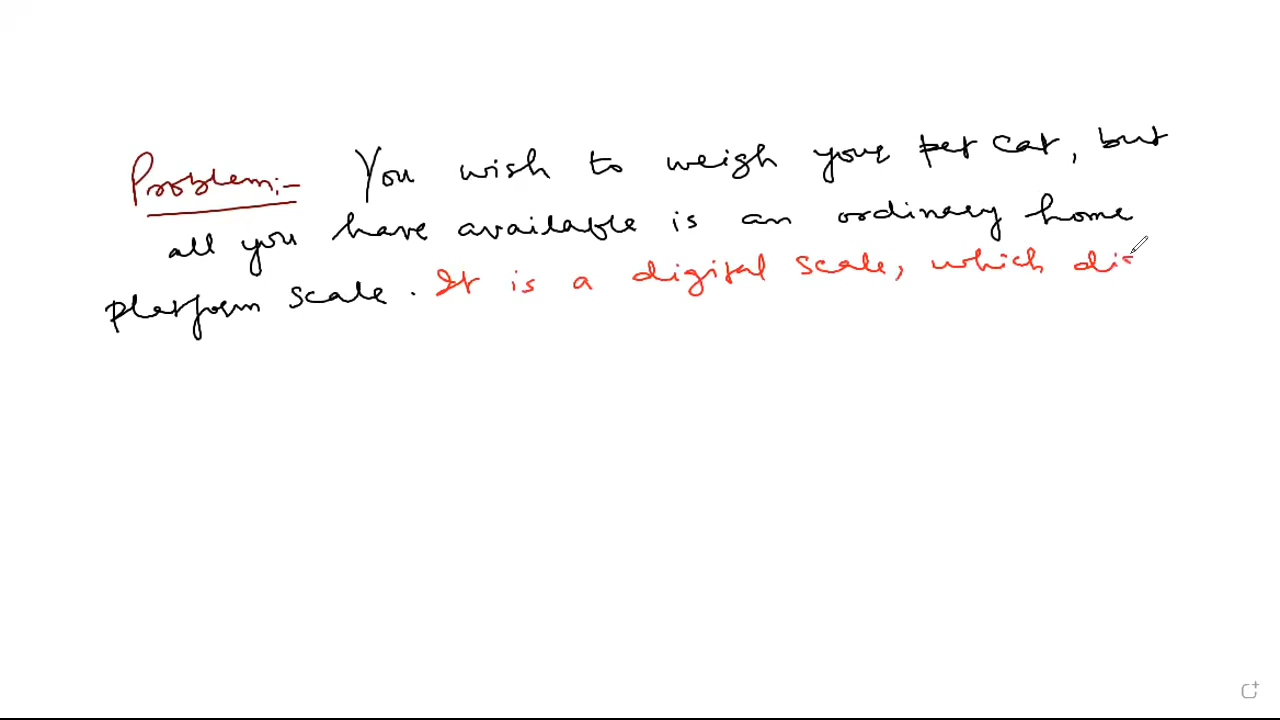 Problem:- You wish to weigh your pet cat, but
all you have available is an ordinary home
platform scale. It is a digital scale, which dis